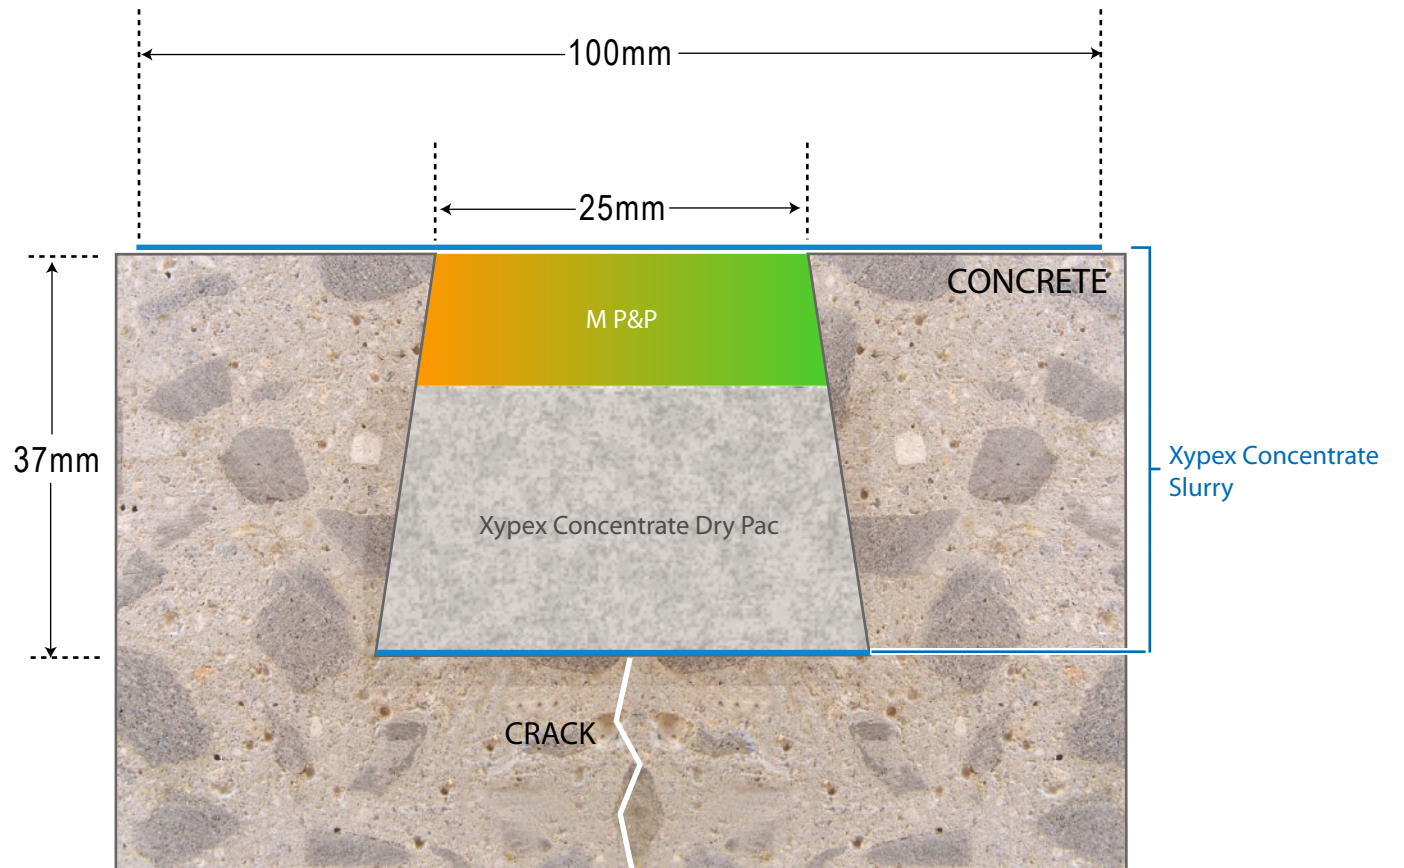 100mm
25mm
CONCRETE
M P&P
37mm
Xypex Concentrate
Slurry
Xypex Concentrate Dry Pac
CRACK